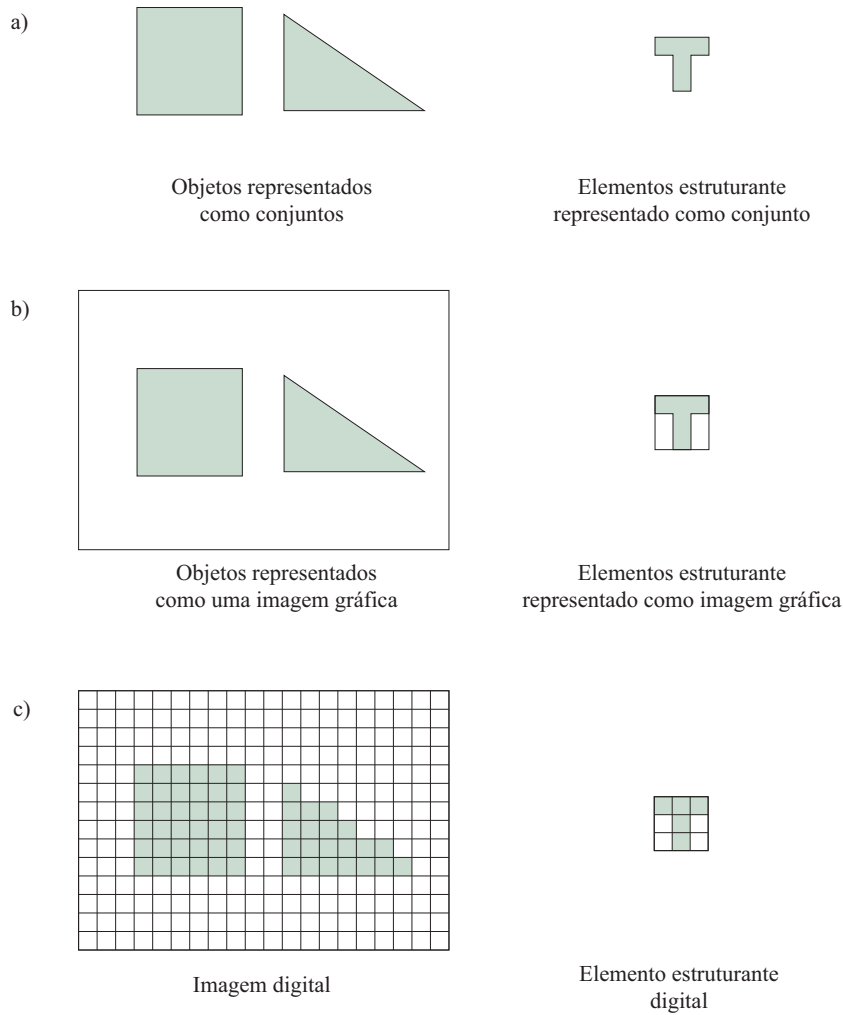 a)
Objetos representados
como conjuntos
Elementos estruturante
representado como conjunto
b)
Objetos representados
como uma imagem gráfica
Elementos estruturante
representado como imagem gráfica
c)
Imagem digital
Elemento estruturante
digital